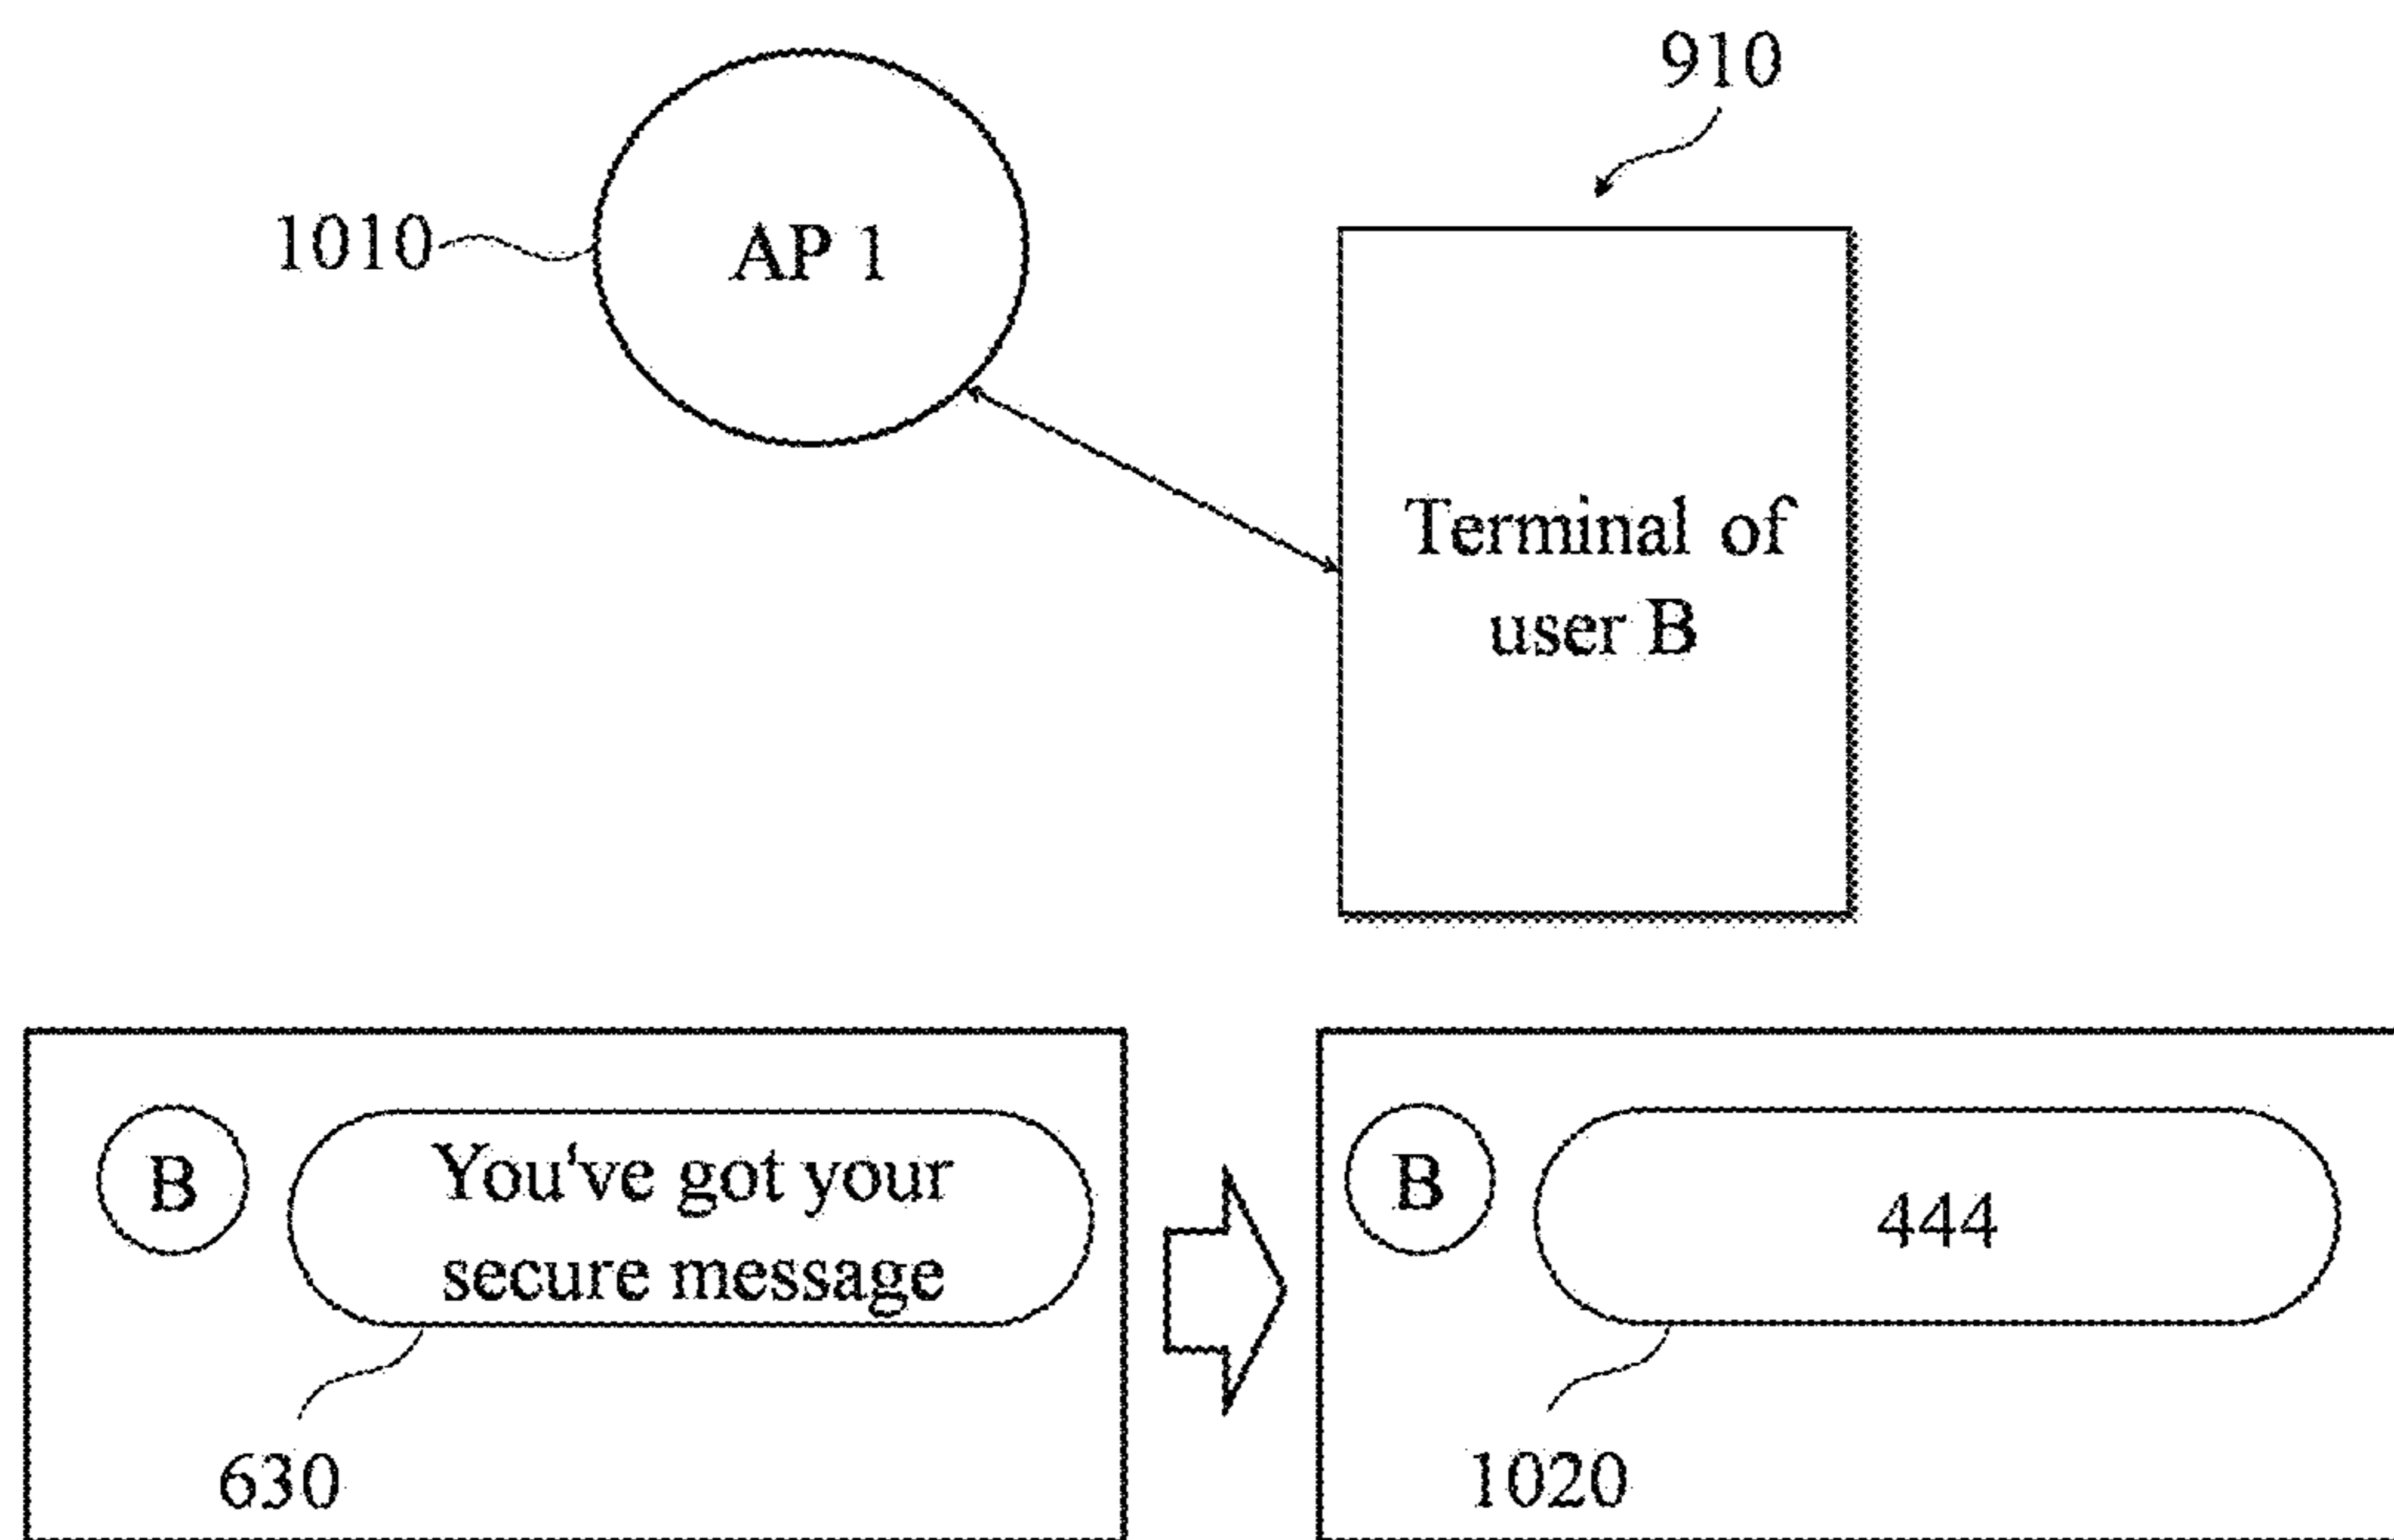 910
1010
AP 1
Terminal of
user B
B
You've got your
secure message
B
444
630
1020